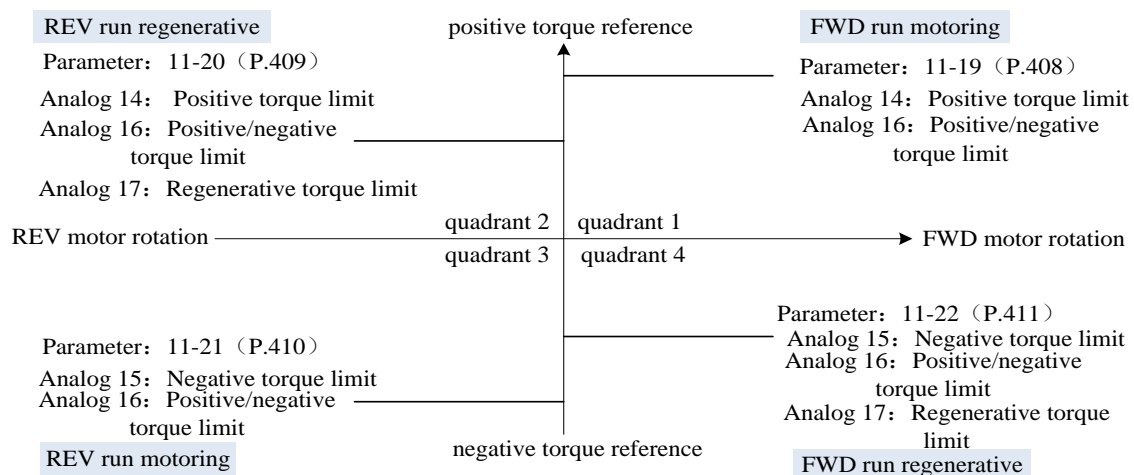 REV run regenerative
positive torque reference
FWD run motoring
Parameter：11-20（P.409）
Analog 14：Positive torque limit
Analog 16：Positive/negative
torque limit
Analog 17：Regenerative torque limit
Parameter：11-19（P.408）
Analog 14：Positive torque limit
Analog 16：Positive/negative
torque limit
quadrant 2
quadrant 1
REV motor rotation
FWD motor rotation
quadrant 3
quadrant 4
Parameter：11-21（P.410）
Analog 15：Negative torque limit
Analog 16：Positive/negative
torque limit
REV run motoring
Parameter：11-22（P.411）
Analog 15：Negative torque limit
Analog 16：Positive/negative
torque limit
Analog 17：Regenerative torque
limit
negative torque reference
FWD run regenerative